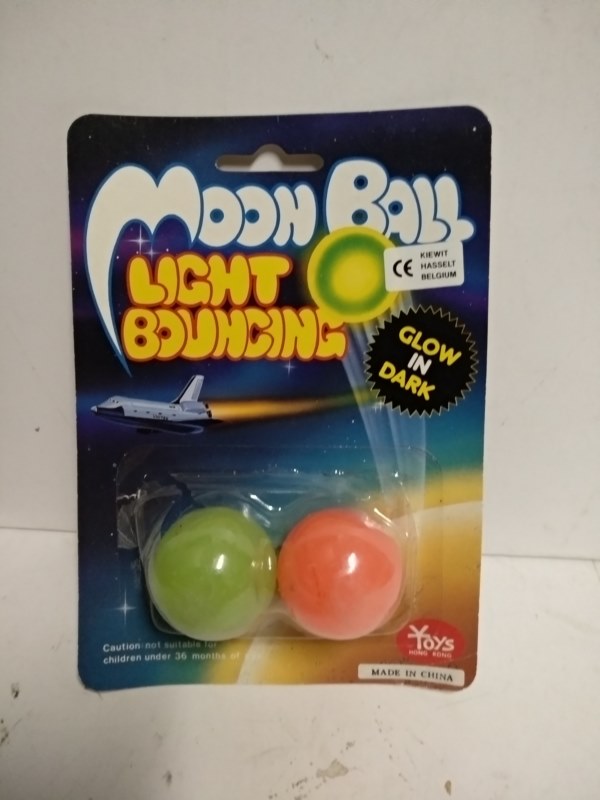 MOON BALL
LIGHT
BOUNCING
CE
KIEWIT
HASSELT
BELGIUM
GLOW
IN
DARK
Caution: not suitable for
children under 36 months of
YOYS
HONG KONG
MADE IN CHINA